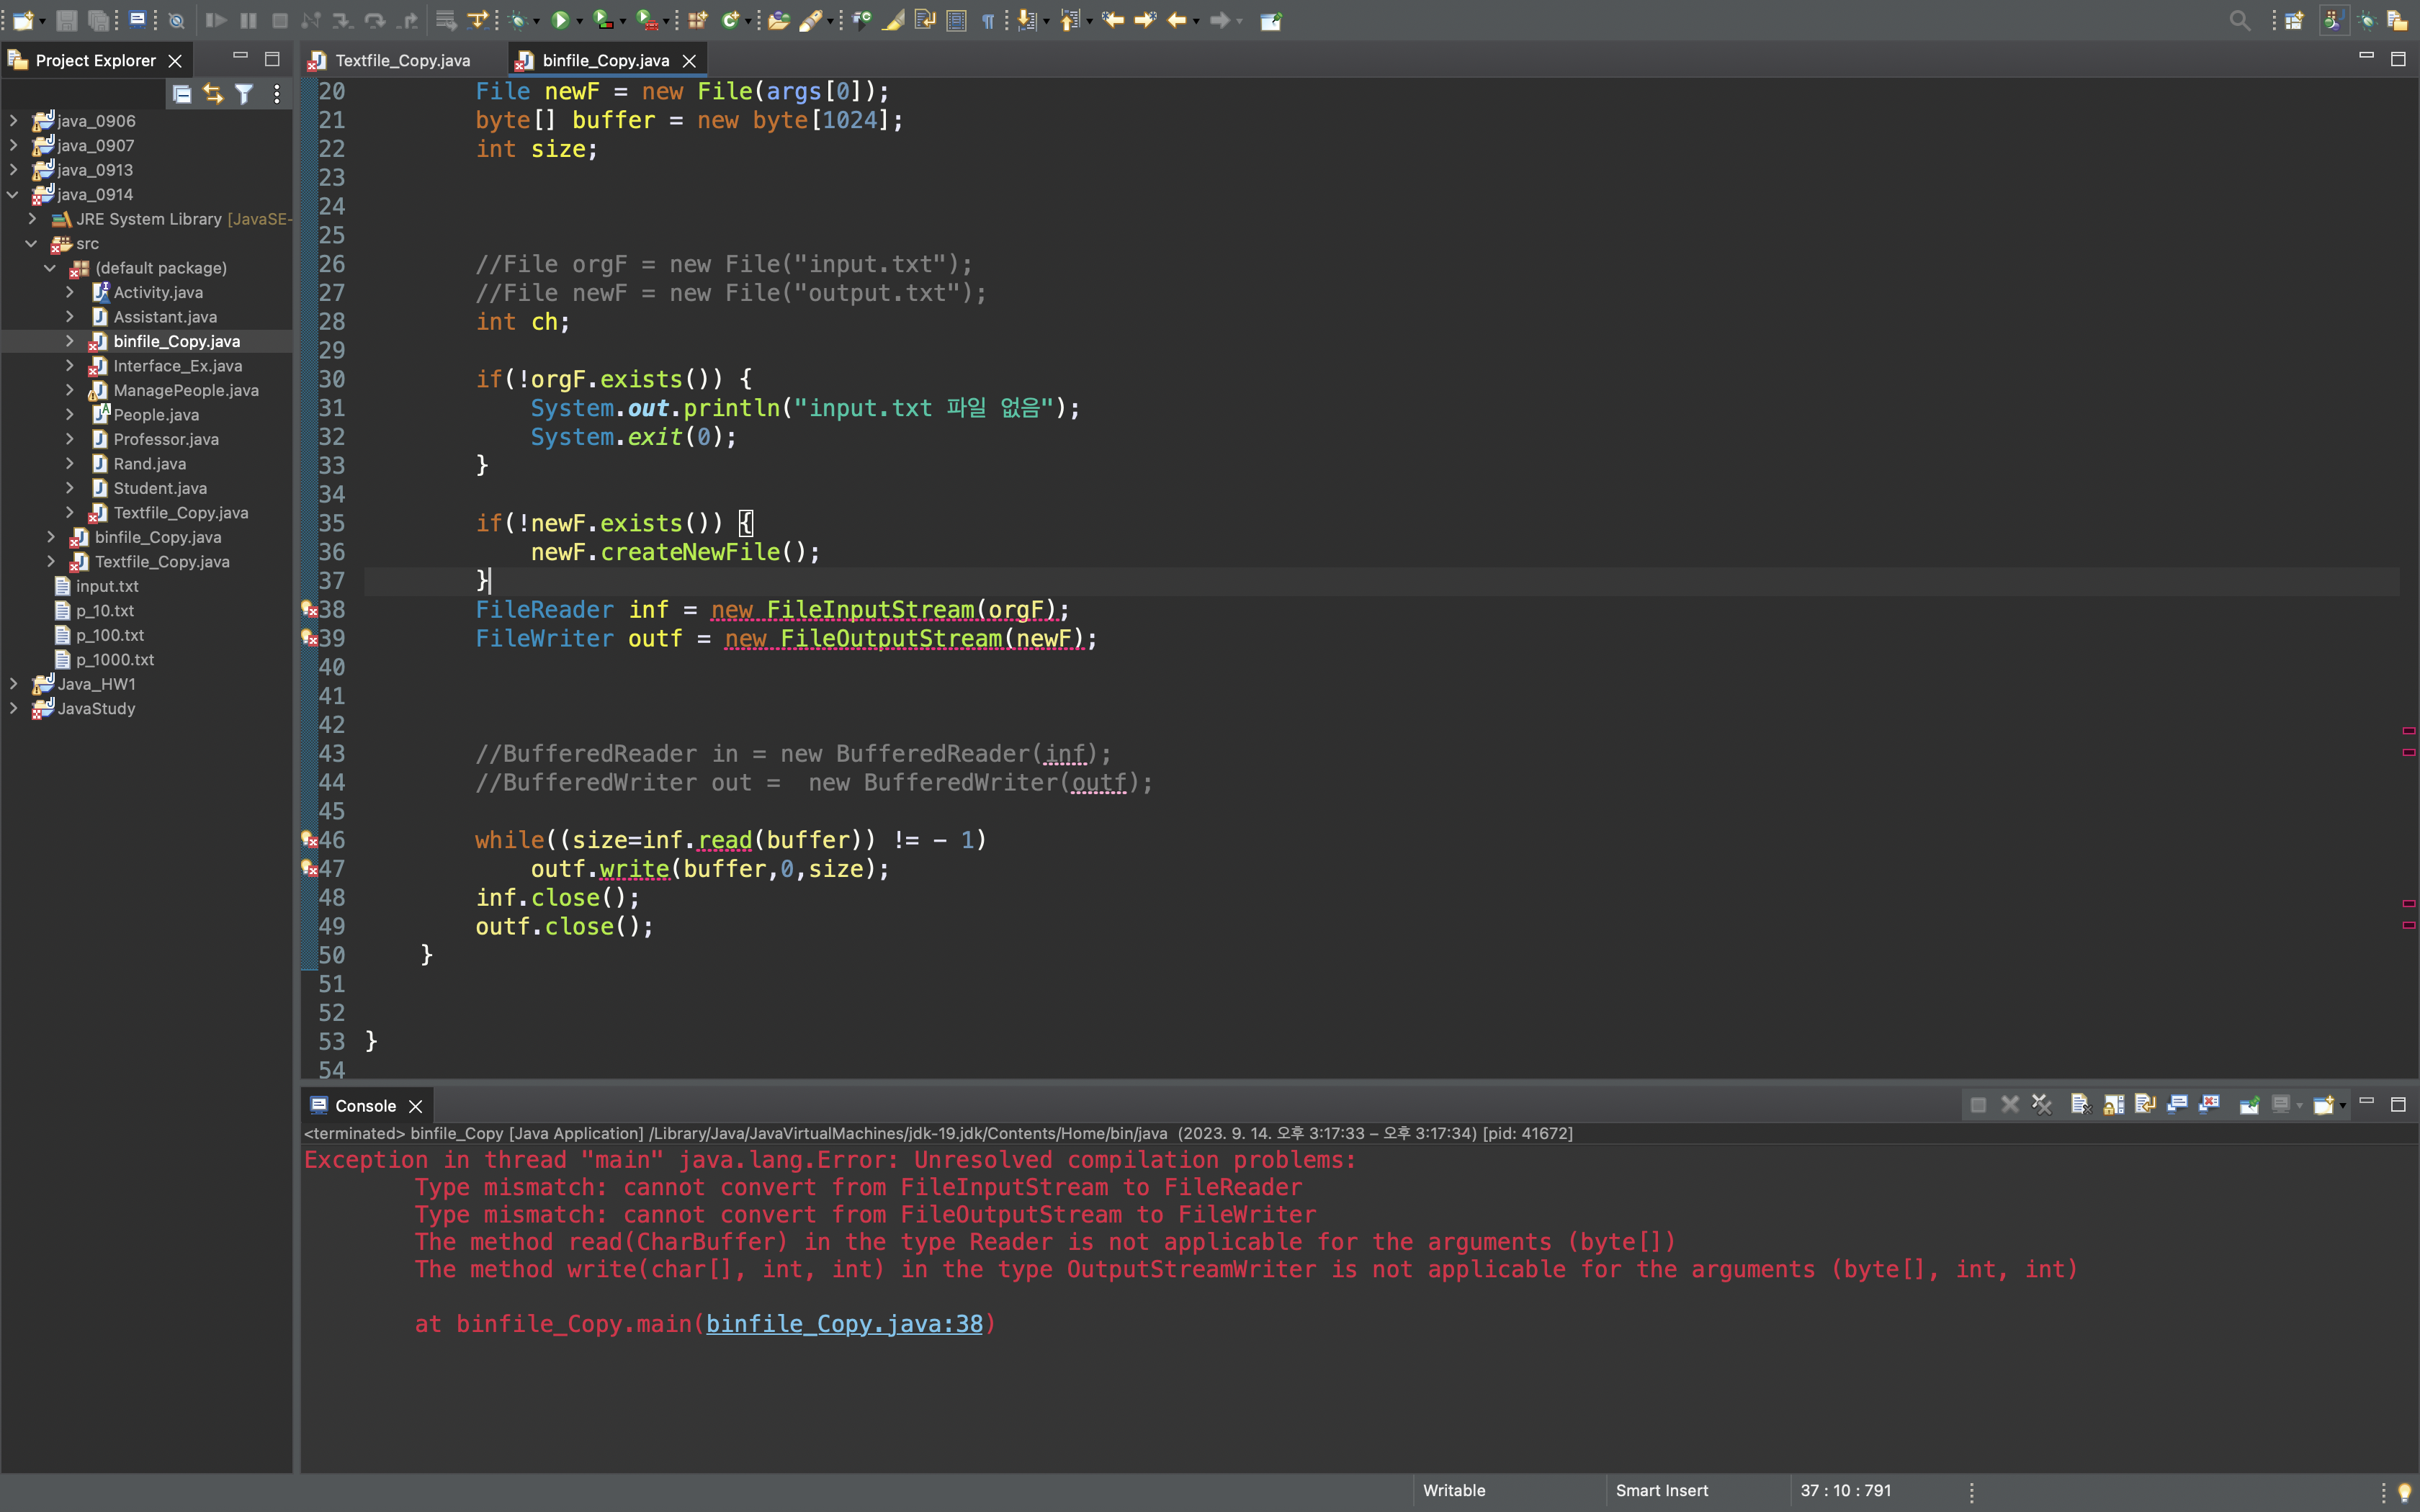 Project Explorer
java_0906
java_0907
java_0913
java_0914
JRE System Library [JavaSE-
src
(default package)
Activity.java
Assistant.java
binfile_Copy.java
Interface_Ex.java
ManagePeople.java
People.java
Professor.java
Rand.java
Student.java
Textfile_Copy.java
binfile_Copy.java
Textfile_Copy.java
input.txt
p_10.txt
p_100.txt
p_1000.txt
Java_HW1
JavaStudy
Textfile_Copy.java
binfile_Copy.java
20 File newF = new File(args[0]);
21 byte[] buffer = new byte[1024];
22 int size;
23
24
25
26 //File orgF = new File("input.txt");
27 //File newF = new File("output.txt");
28 int ch;
29
30 if(!orgF.exists()) {
31 System.out.println("input.txt 파일 없음");
32 System.exit(0);
33 }
34
35 if(!newF.exists()) {
36 newF.createNewFile();
37 }
38 FileReader inf = new FileInputStream(orgF);
39 FileWriter outf = new FileOutputStream(newF);
40
41
42
43 //BufferedReader in = new BufferedReader(inf);
44 //BufferedWriter out =  new BufferedWriter(outf);
45
46 while((size=inf.read(buffer)) != - 1)
47 outf.write(buffer,0,size);
48 inf.close();
49 outf.close();
50 }
51
52
53 }
54
Console
<terminated> binfile_Copy [Java Application] /Library/Java/JavaVirtualMachines/jdk-19.jdk/Contents/Home/bin/java (2023. 9. 14. 오후 3:17:33 – 오후 3:17:34) [pid: 41672]
Exception in thread "main" java.lang.Error: Unresolved compilation problems:
Type mismatch: cannot convert from FileInputStream to FileReader
Type mismatch: cannot convert from FileOutputStream to FileWriter
The method read(CharBuffer) in the type Reader is not applicable for the arguments (byte[])
The method write(char[], int, int) in the type OutputStreamWriter is not applicable for the arguments (byte[], int, int)
at binfile_Copy.main(binfile_Copy.java:38)
Writable
Smart Insert
37 : 10 : 791